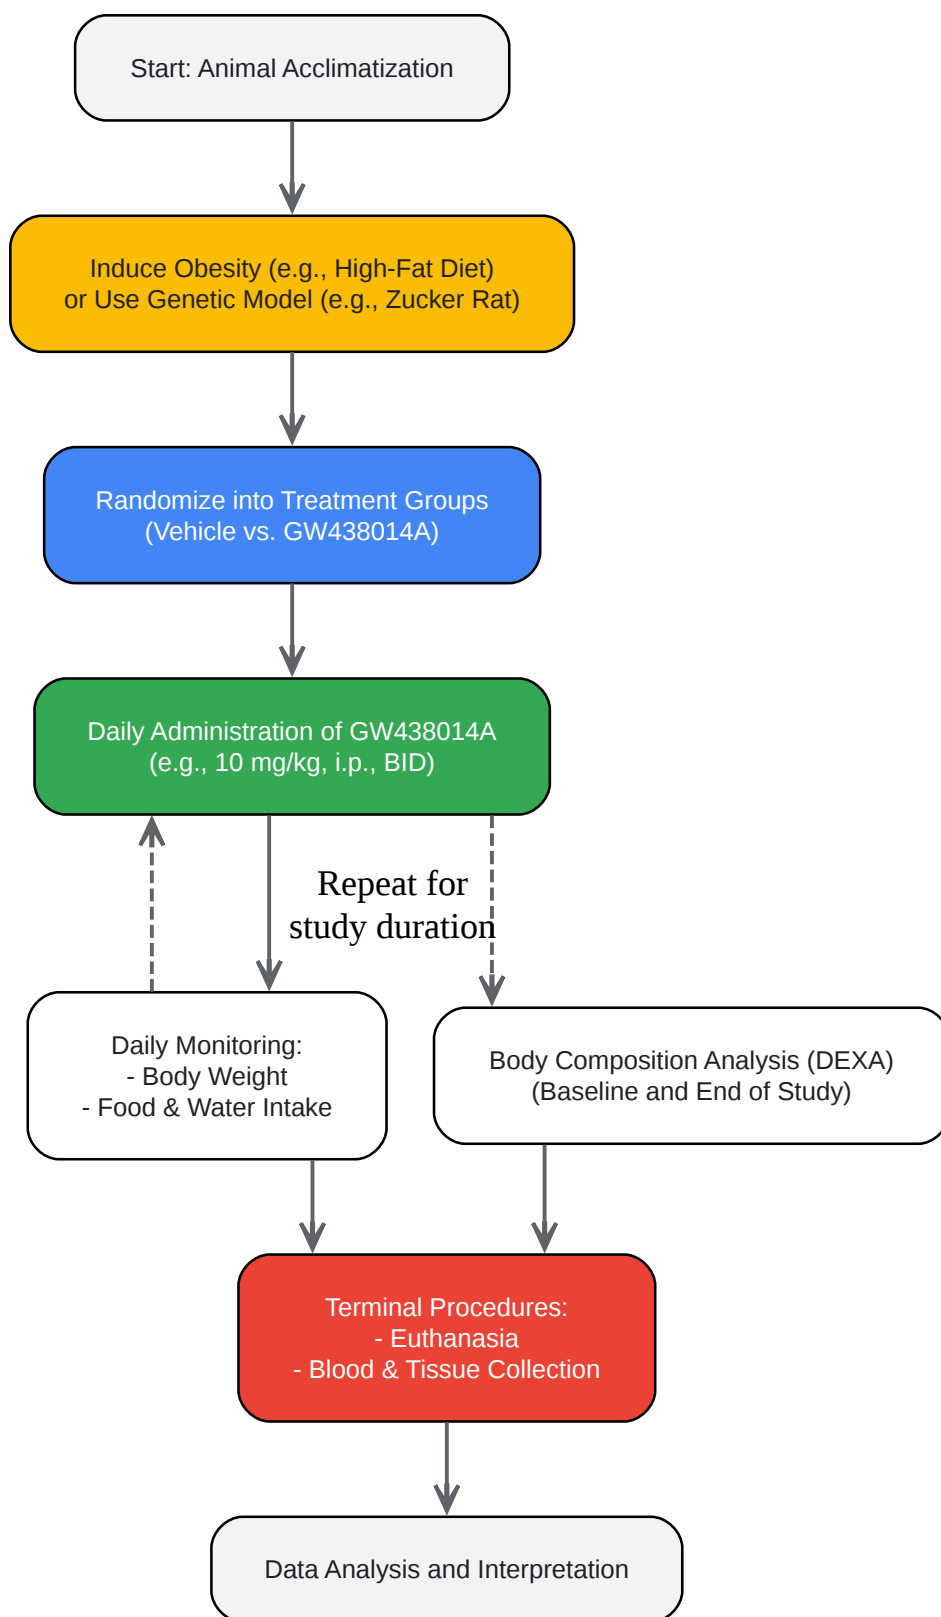 Start: Animal Acclimatization
Induce Obesity (e.g., High-Fat Diet)
or Use Genetic Model (e.g., Zucker Rat)
Randomize into Treatment Groups
(Vehicle vs. GW438014A)
Daily Administration of GW438014A
(e.g., 10 mg/kg, i.p., BID)
Repeat for
study duration
Daily Monitoring:
- Body Weight
- Food & Water Intake
Body Composition Analysis (DEXA)
(Baseline and End of Study)
Terminal Procedures:
- Euthanasia
- Blood & Tissue Collection
Data Analysis and Interpretation